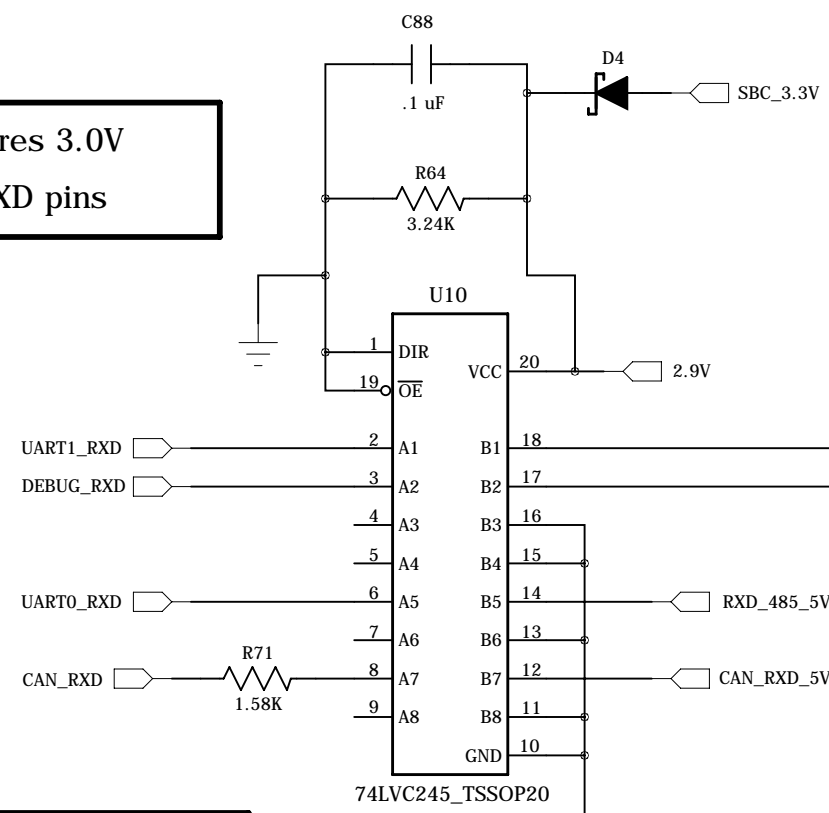 C88
D4
.1 uF
SBC_3.3V
res 3.0V
XD pins
R64
3.24K
U10
1
DIR
20
VCC
2.9V
19
OE
UART1_RXD
2
A1
B1
18
DEBUG_RXD
3
A2
B2
17
4
A3
B3
16
5
A4
B4
15
UART0_RXD
6
A5
B5
14
RXD_485_5V
7
A6
B6
13
R71
CAN_RXD
1.58K
8
A7
B7
12
CAN_RXD_5V
9
A8
B8
11
GND
10
74LVC245_TSSOP20